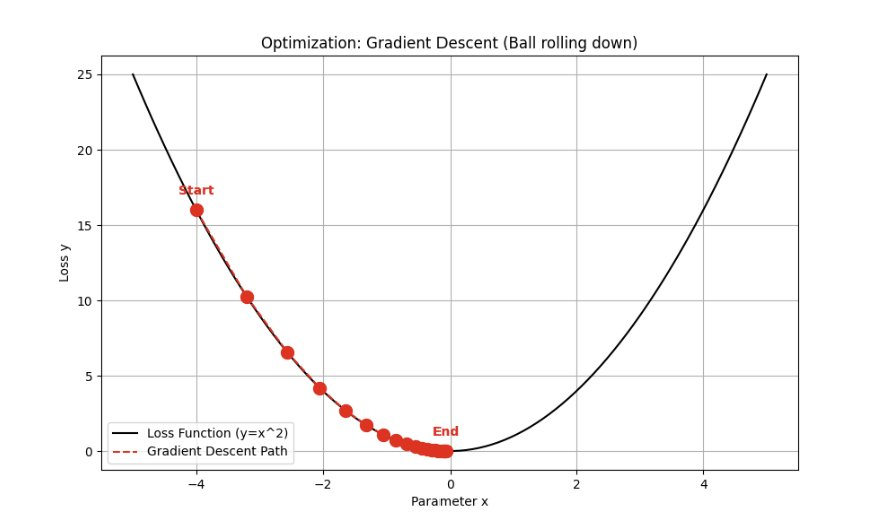 Optimization: Gradient Descent (Ball rolling down)
25
20
15
10
5
0
Loss y
Start
End
Loss Function (y=x^2)
Gradient Descent Path
−4
−2
0
2
4
Parameter x